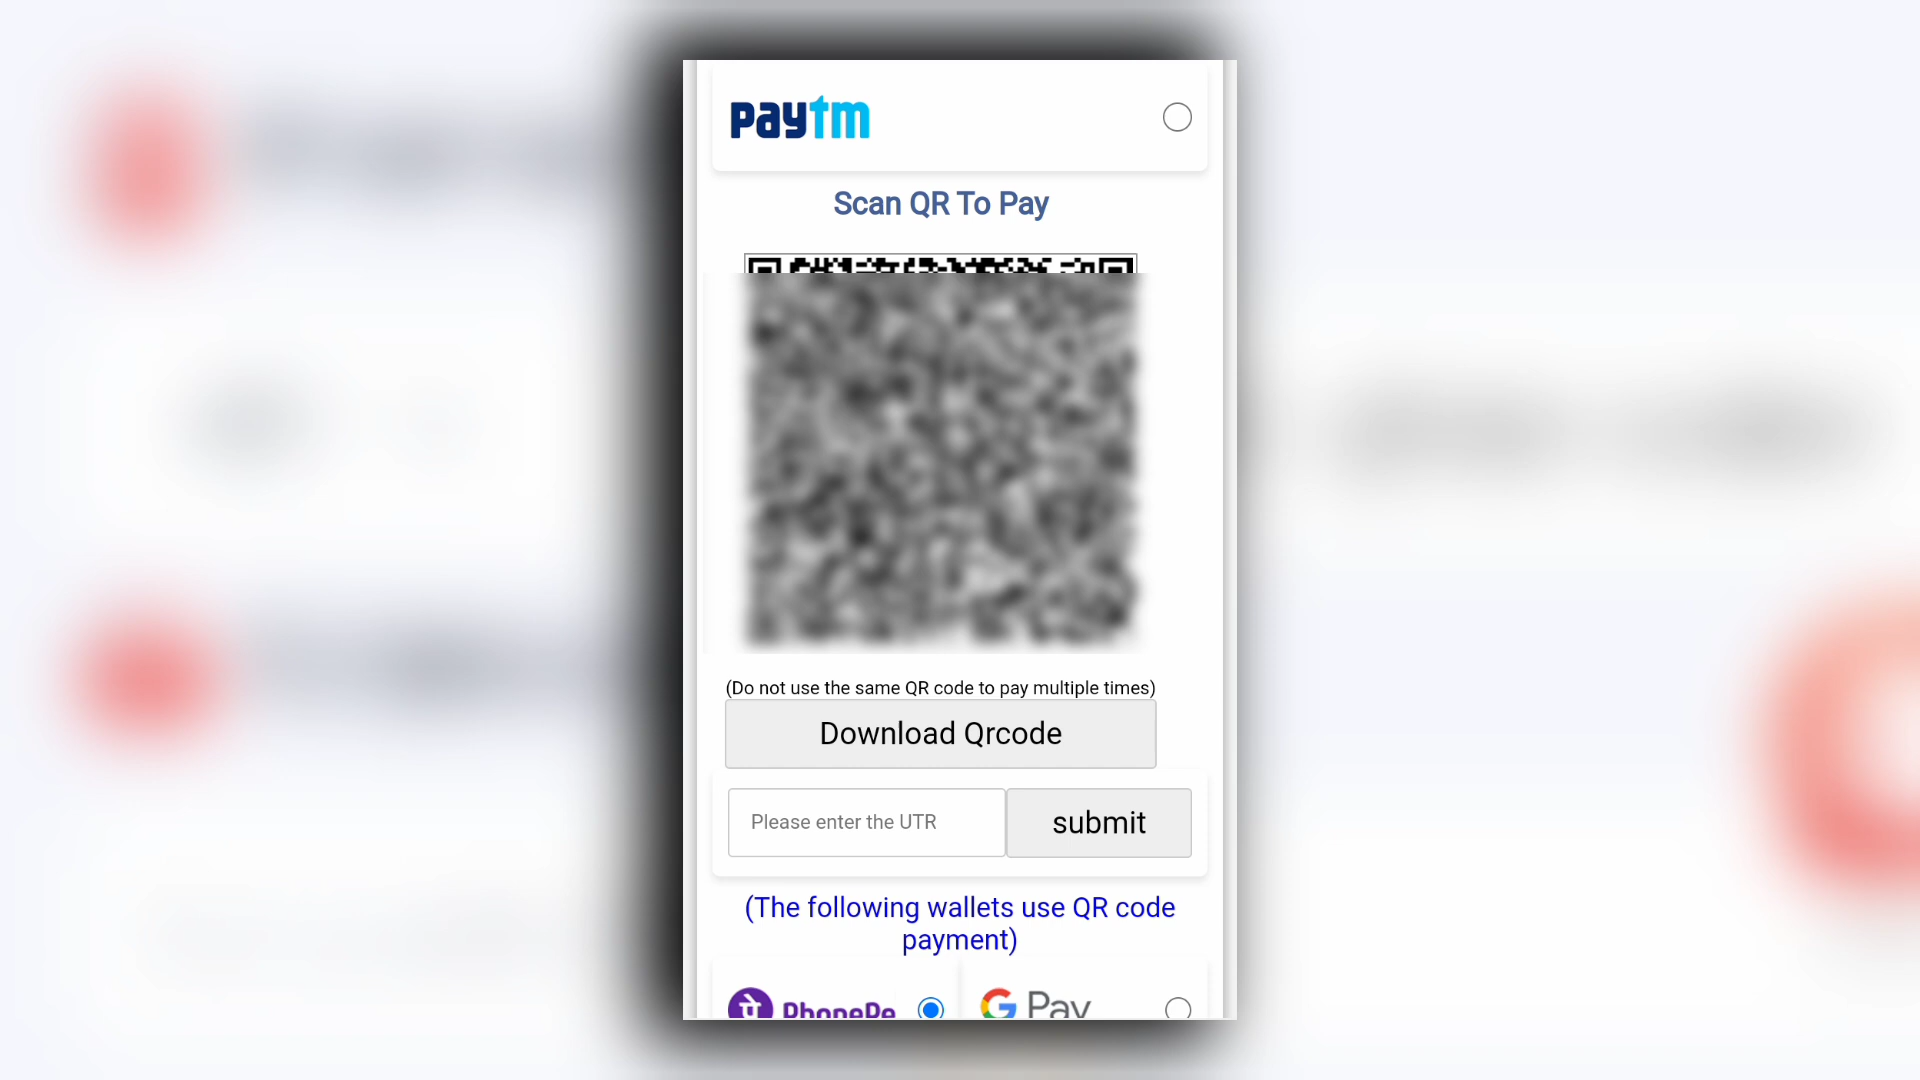 paytm
Scan QR To Pay
(Do not use the same QR code to pay multiple times)
Download Qrcode
Please enter the UTR
submit
(The following wallets use QR code
payment)
PhonePe
G Pay